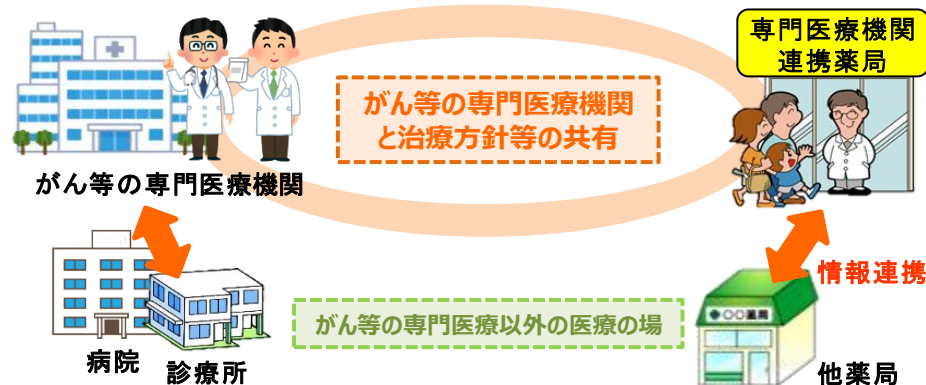 専門医療機関
連携薬局
がん等の専門医療機関
と治療方針等の共有
がん等の専門医療機関
情報連携
がん等の専門医療以外の医療の場
○○薬局
病院
診療所
他薬局